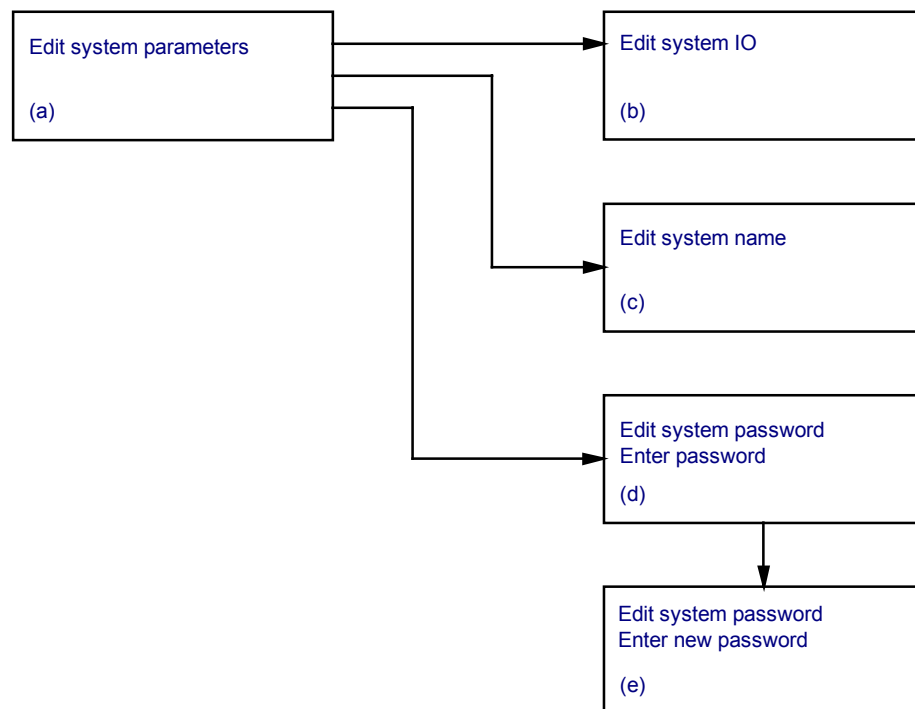 Edit system parameters
(a)
Edit system IO
(b)
Edit system name
(c)
Edit system password
Enter password
(d)
Edit system password
Enter new password
(e)